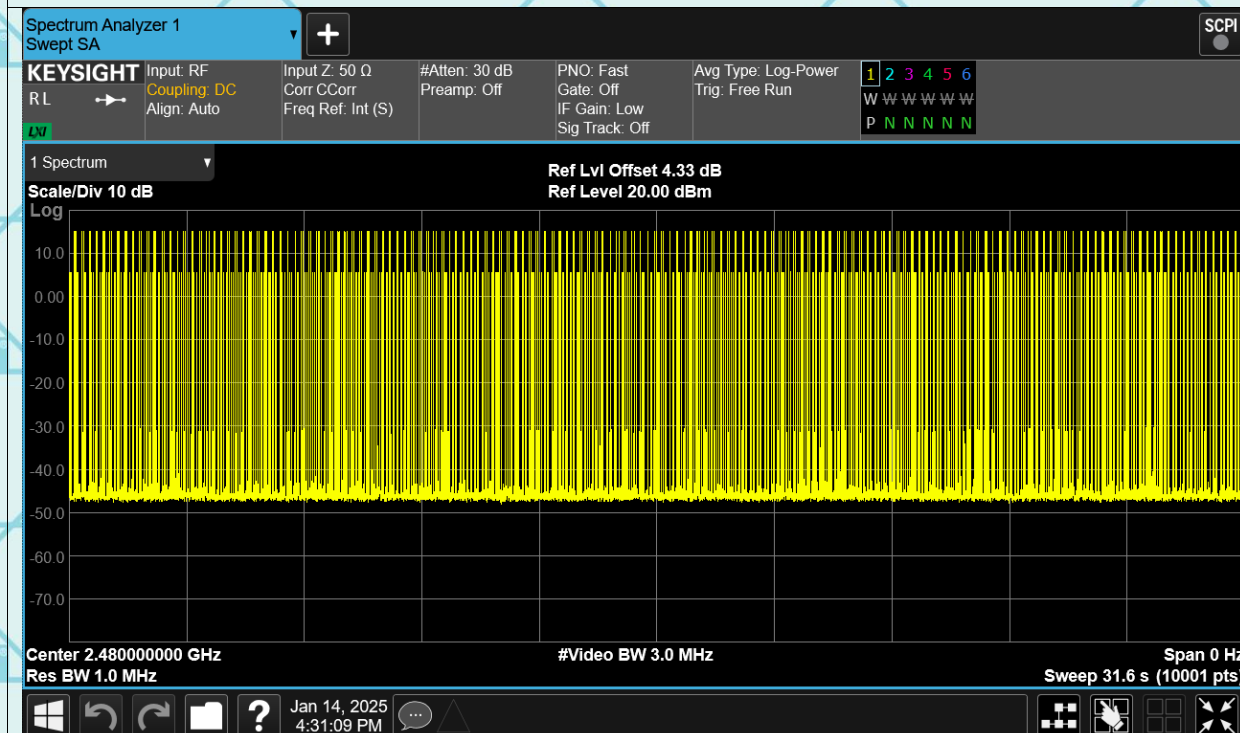 Spectrum Analyzer 1
Swept SA
+
SCPI
KEYSIGHT
RL
LXI
Input: RF
Coupling: DC
Align: Auto
Input Z: 50 Ω
Corr CCorr
Freq Ref: Int (S)
#Atten: 30 dB
Preamp: Off
PNO: Fast
Gate: Off
IF Gain: Low
Sig Track: Off
Avg Type: Log-Power
Trig: Free Run
1 2 3 4 5 6
W W W W W W
P N N N N N
1 Spectrum
Scale/Div 10 dB
Ref Lvl Offset 4.33 dB
Ref Level 20.00 dBm
Log
10.0
0.00
-10.0
-20.0
-30.0
-40.0
-50.0
-60.0
-70.0
Center 2.480000000 GHz
Res BW 1.0 MHz
#Video BW 3.0 MHz
Span 0 Hz
Sweep 31.6 s (10001 pts)
?
Jan 14, 2025
4:31:09 PM